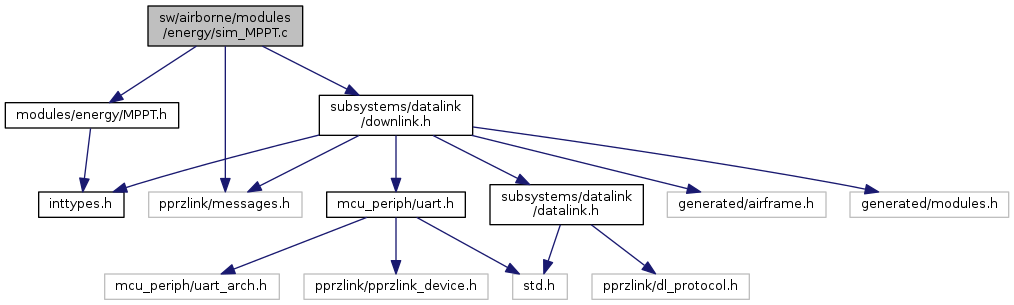 sw/airborne/modules
/energy/sim_MPPT.c
modules/energy/MPPT.h
subsystems/datalink
/downlink.h
inttypes.h
pprzlink/messages.h
mcu_periph/uart.h
subsystems/datalink
/datalink.h
generated/airframe.h
generated/modules.h
mcu_periph/uart_arch.h
pprzlink/pprzlink_device.h
std.h
pprzlink/dl_protocol.h